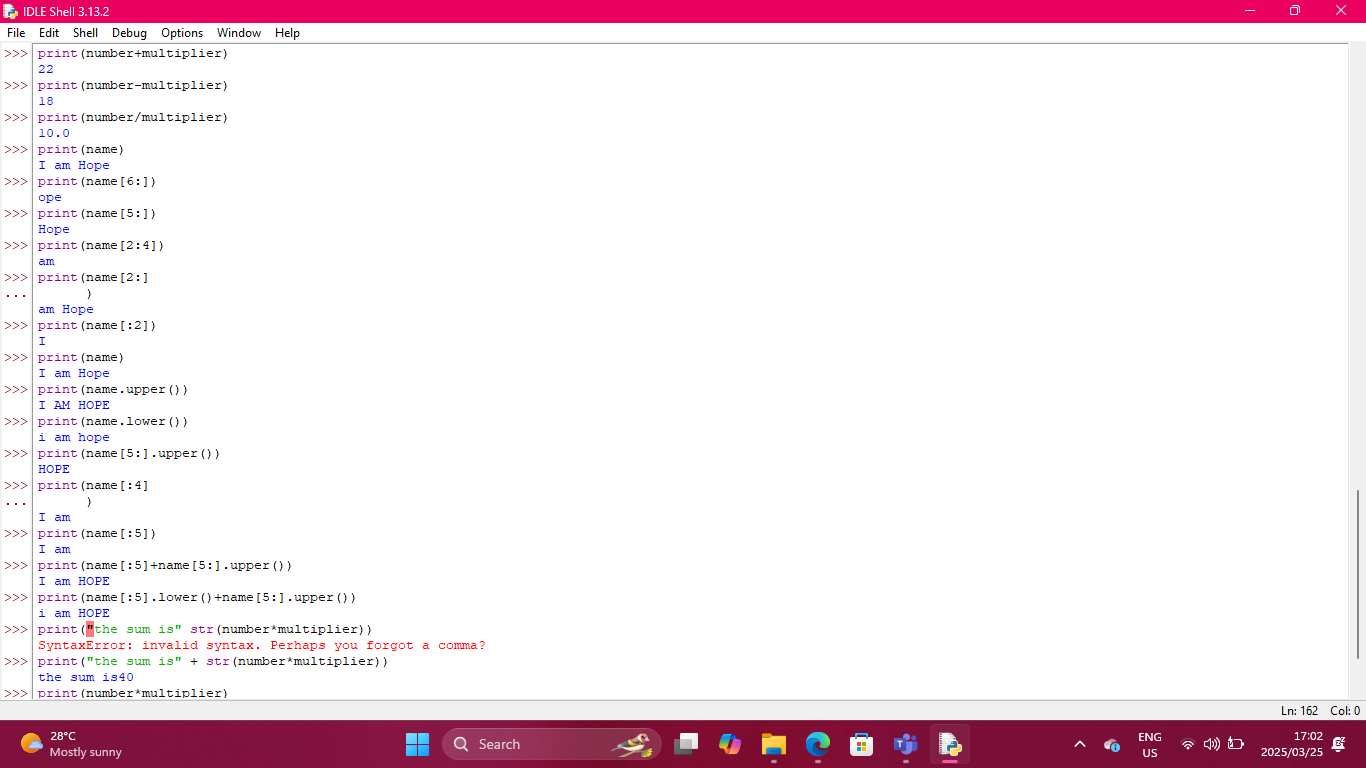 IDLE Shell 3.13.2
File Edit Shell Debug Options Window Help
>>> print(number+multiplier)
22
>>> print(number-multiplier)
18
>>> print(number/multiplier)
10.0
>>> print(name)
I am Hope
>>> print(name[6:])
ope
>>> print(name[5:])
Hope
>>> print(name[2:4])
am
>>> print(name[2:]
... )
am Hope
>>> print(name[:2])
I
>>> print(name)
I am Hope
>>> print(name.upper())
I AM HOPE
>>> print(name.lower())
i am hope
>>> print(name[5:].upper())
HOPE
>>> print(name[:4]
... )
I am
>>> print(name[:5])
I am
>>> print(name[:5]+name[5:].upper())
I am HOPE
>>> print(name[:5].lower()+name[5:].upper())
i am HOPE
>>> print("the sum is" str(number*multiplier))
SyntaxError: invalid syntax. Perhaps you forgot a comma?
>>> print("the sum is" + str(number*multiplier))
the sum is40
>>> print(number*multiplier)
Ln: 162 Col: 0
28°C
Mostly sunny
Search
ENG
US
17:02
2025/03/25